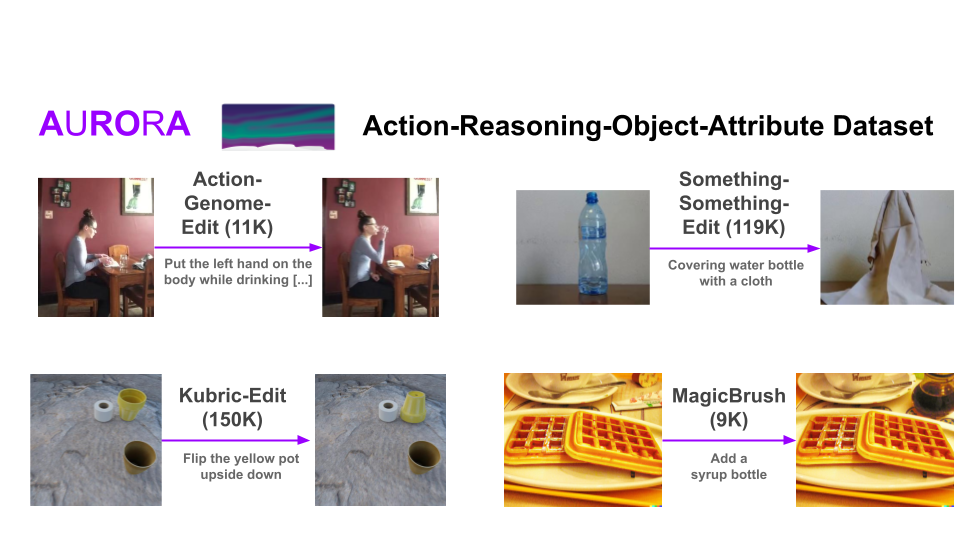 AURORA
Action-Reasoning-Object-Attribute Dataset
Action-
Genome-
Edit (11K)
Put the left hand on the
body while drinking [...]
Something-
Something-
Edit (119K)
Covering water bottle
with a cloth
Kubric-Edit
(150K)
Flip the yellow pot
upside down
MagicBrush
(9K)
Add a
syrup bottle